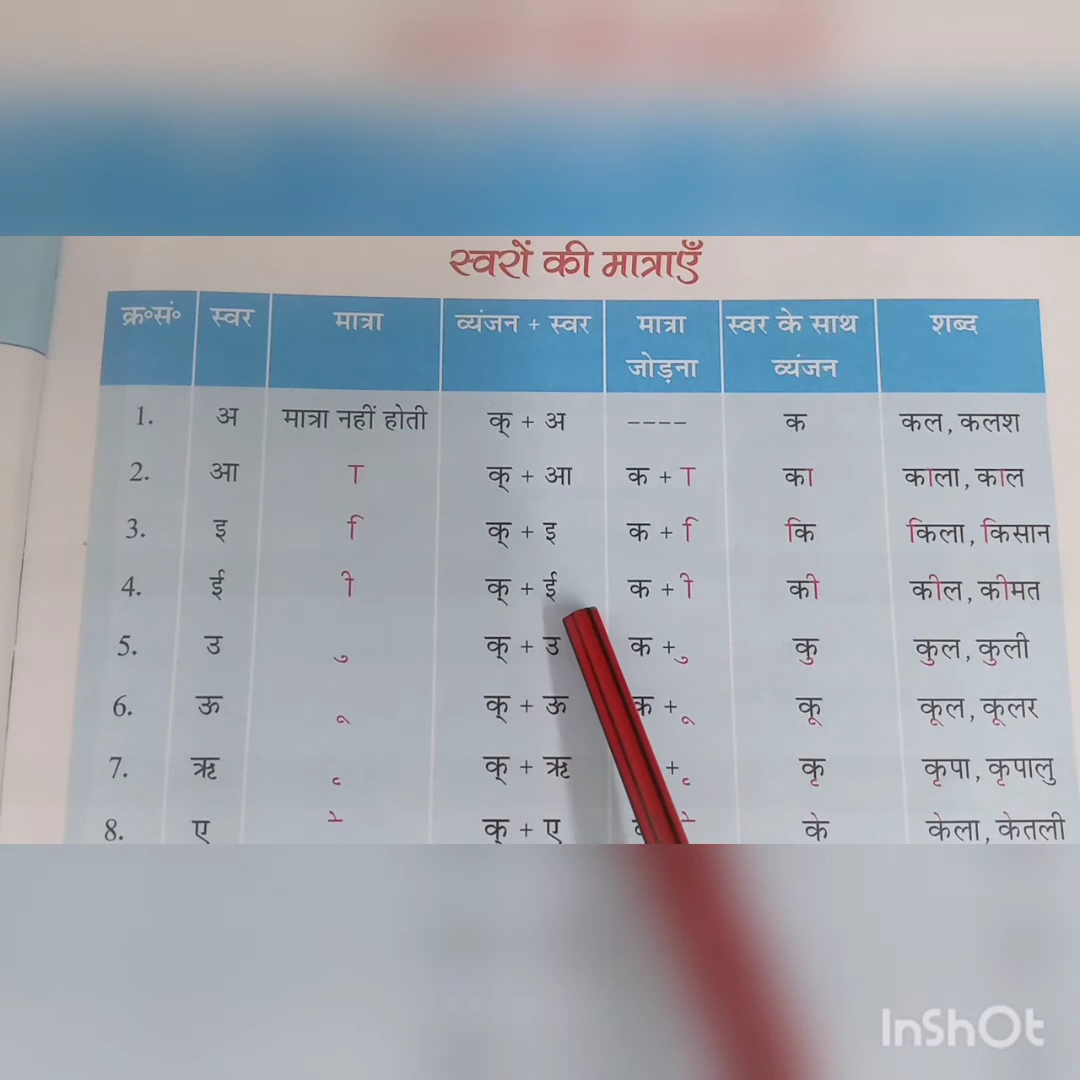 स्वरों की मात्राएँ
क्र॰सं॰ स्वर मात्रा व्यंजन + स्वर मात्रा जोड़ना स्वर के साथ व्यंजन शब्द
1. अ मात्रा नहीं होती क् + अ ---- क कल, कलश
2. आ ा क् + आ क + ा का काला, काल
3. इ ि क् + इ क + ि कि किला, किसान
4. ई ी क् + ई क + ी की कील, कीमत
5. उ ु क् + उ क + ु कु कुल, कुली
6. ऊ ू क् + ऊ क + ू कू कूल, कूलर
7. ऋ ृ क् + ऋ + ृ कृ कृपा, कृपालु
8. ए े क् + ए े के केला, केतली
InShOt